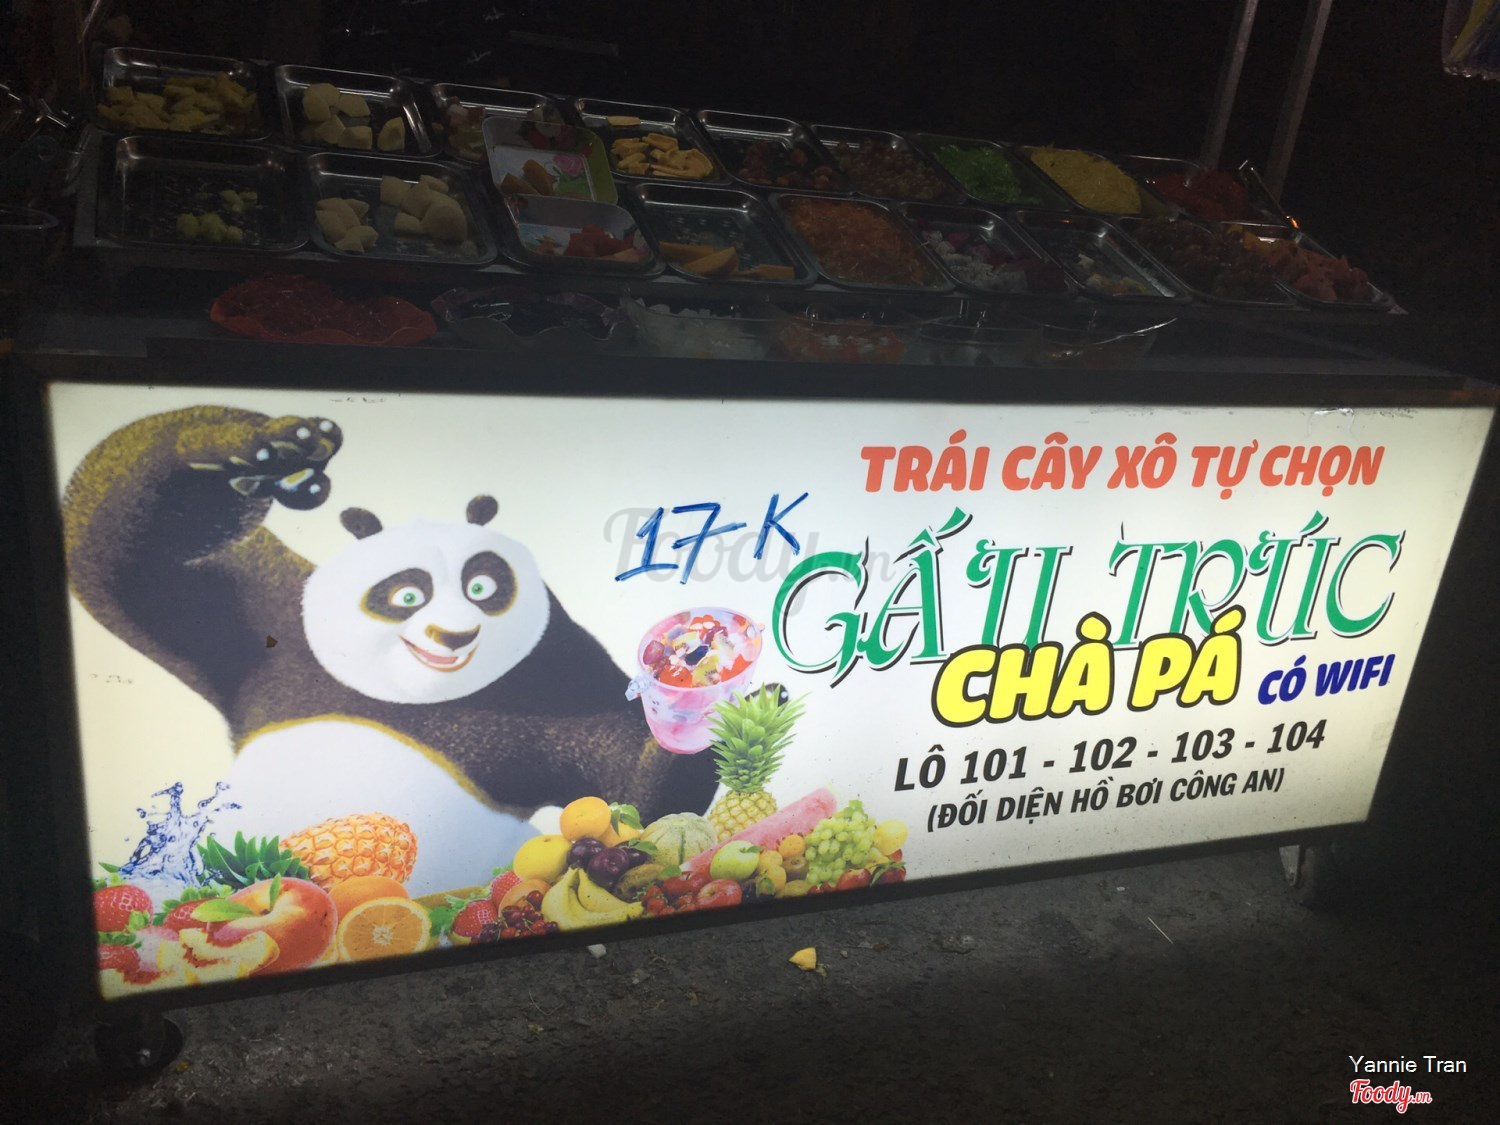 TRÁI CÂY XÔ TỰ CHỌN
17K
GẤU TRÚC
CHÀ PÁ
CÓ WIFI
LÔ 101 - 102 - 103 - 104
(ĐỐI DIỆN HỒ BƠI CÔNG AN)
Foody.vn
Yannie Tran
Foody.vn